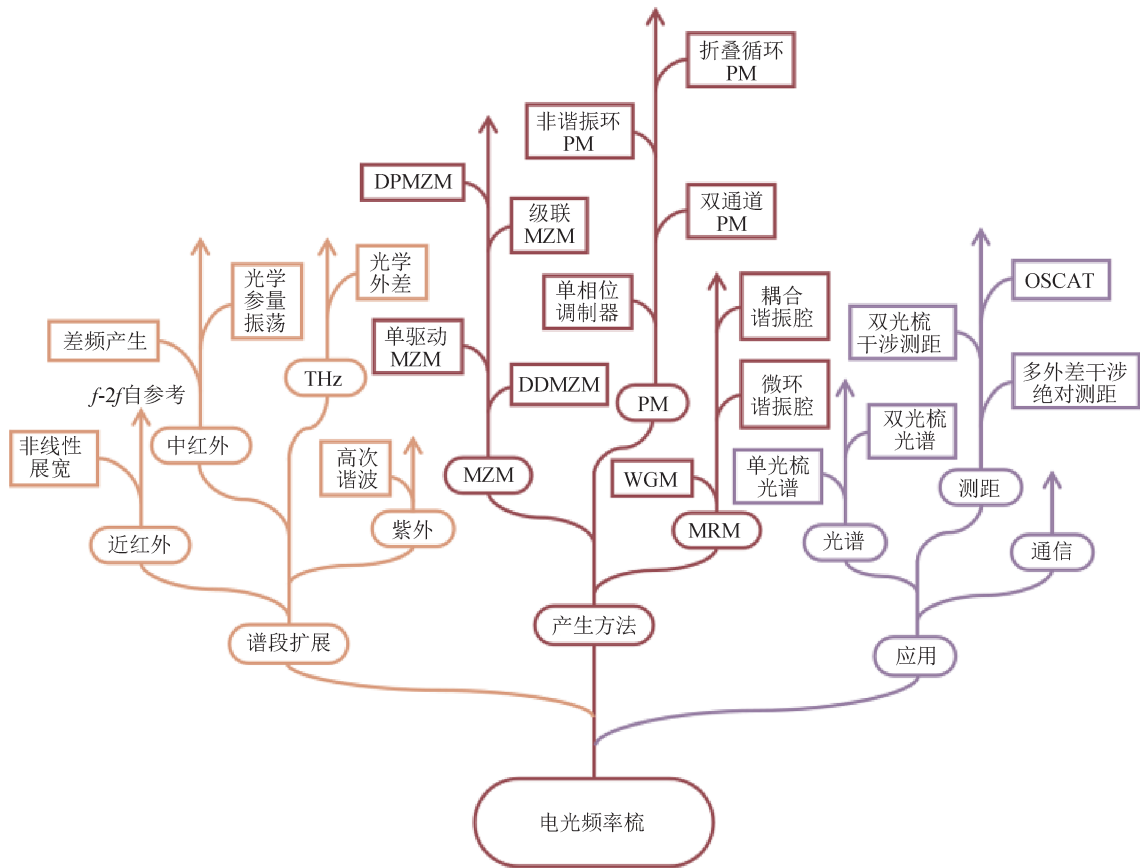 折叠循环
PM
非谐振环
PM
DPMZM
级联
MZM
双通道
PM
光学
参量
振荡
光学
外差
单相位
调制器
耦合
谐振腔
OSCAT
差频产生
单驱动
MZM
双光梳
干涉测距
THz
DDMZM
PM
微环
谐振腔
多外差干涉
绝对测距
f-2f自参考
非线性
展宽
中红外
高次
谐波
MZM
WGM
单光梳
光谱
双光梳
光谱
测距
近红外
紫外
MRM
光谱
通信
谱段扩展
产生方法
应用
电光频率梳